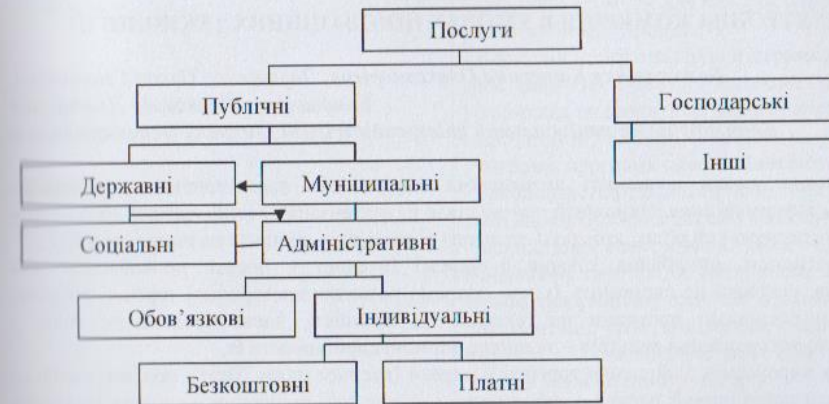 Послуги
Публічні
Господарські
Інші
Державні
Муніципальні
Соціальні
Адміністративні
Обов’язкові
Індивідуальні
Безкоштовні
Платні